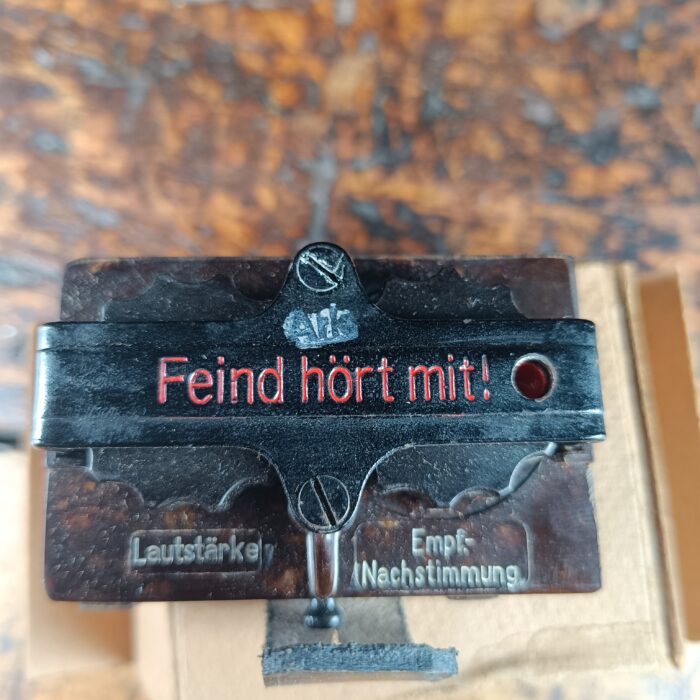 Feind hört mit!
Lautstärke
Empf.-
Nachstimmung